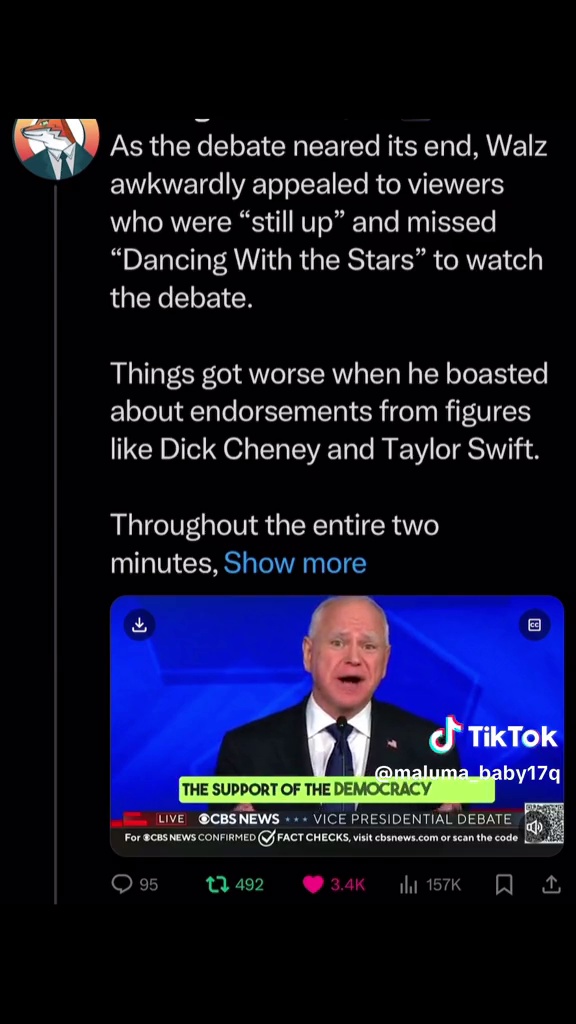 As the debate neared its end, Walz
awkwardly appealed to viewers
who were “still up” and missed
“Dancing With the Stars” to watch
the debate.
Things got worse when he boasted
about endorsements from figures
like Dick Cheney and Taylor Swift.
Throughout the entire two
minutes, Show more
CC
TikTok
@maluma_baby17q
THE SUPPORT OF THE DEMOCRACY
LIVE CBS NEWS VICE PRESIDENTIAL DEBATE
For CBS NEWS CONFIRMED FACT CHECKS, visit cbsnews.com or scan the code
95 492 3.4K 157K